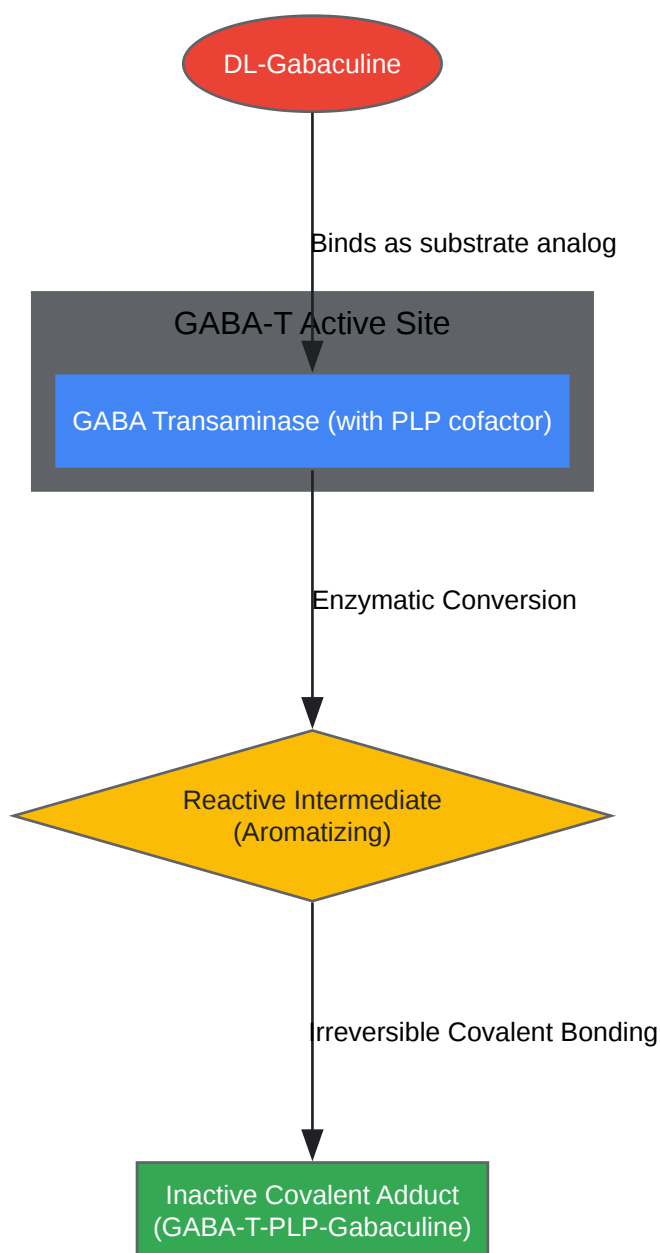 DL-Gabaculine
Binds as substrate analog
GABA-T Active Site
GABA Transaminase (with PLP cofactor)
Enzymatic Conversion
Reactive Intermediate
(Aromatizing)
Irreversible Covalent Bonding
Inactive Covalent Adduct
(GABA-T-PLP-Gabaculine)